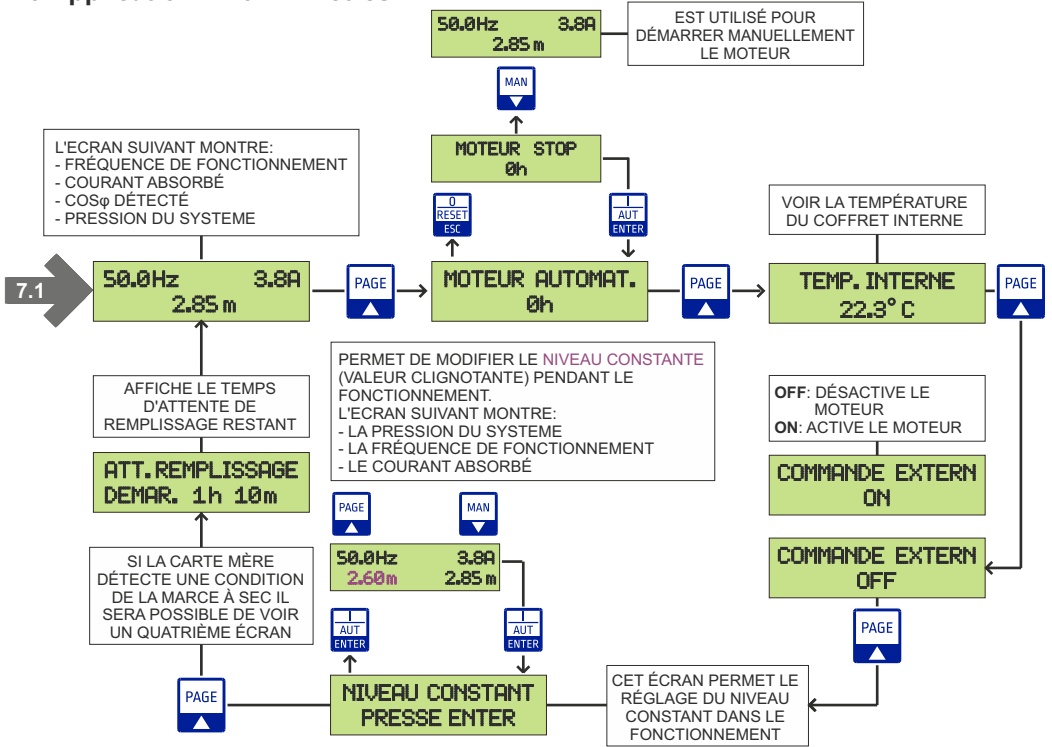 50.0Hz 3.8A
2.85 m
EST UTILISÉ POUR
DÉMARRER MANUELLEMENT
LE MOTEUR
MAN
MOTEUR STOP
0h
L'ECRAN SUIVANT MONTRE:
- FRÉQUENCE DE FONCTIONNEMENT
- COURANT ABSORBÉ
- COSφ DÉTECTÉ
- PRESSION DU SYSTEME
0
RESET
ESC
I
AUT
ENTER
VOIR LA TEMPÉRATURE
DU COFFRET INTERNE
7.1
50.0Hz 3.8A
2.85 m
PAGE
MOTEUR AUTOMAT.
0h
PAGE
TEMP. INTERNE
22.3° C
PAGE
AFFICHE LE TEMPS
D'ATTENTE DE
REMPLISSAGE RESTANT
PERMET DE MODIFIER LE NIVEAU CONSTANTE
(VALEUR CLIGNOTANTE) PENDANT LE
FONCTIONNEMENT.
L'ECRAN SUIVANT MONTRE:
- LA PRESSION DU SYSTEME
- LA FRÉQUENCE DE FONCTIONNEMENT
- LE COURANT ABSORBÉ
OFF: DÉSACTIVE LE
MOTEUR
ON: ACTIVE LE MOTEUR
ATT.REMPLISSAGE
DEMAR. 1h 10m
COMMANDE EXTERN
ON
PAGE
MAN
SI LA CARTE MÈRE
DÉTECTE UNE CONDITION
DE LA MARCE À SEC IL
SERA POSSIBLE DE VOIR
UN QUATRIÈME ÉCRAN
50.0Hz 3.8A
2.60m 2.85 m
COMMANDE EXTERN
OFF
I
AUT
ENTER
I
AUT
ENTER
PAGE
PAGE
NIVEAU CONSTANT
PRESSE ENTER
CET ÉCRAN PERMET LE
RÉGLAGE DU NIVEAU
CONSTANT DANS LE
FONCTIONNEMENT